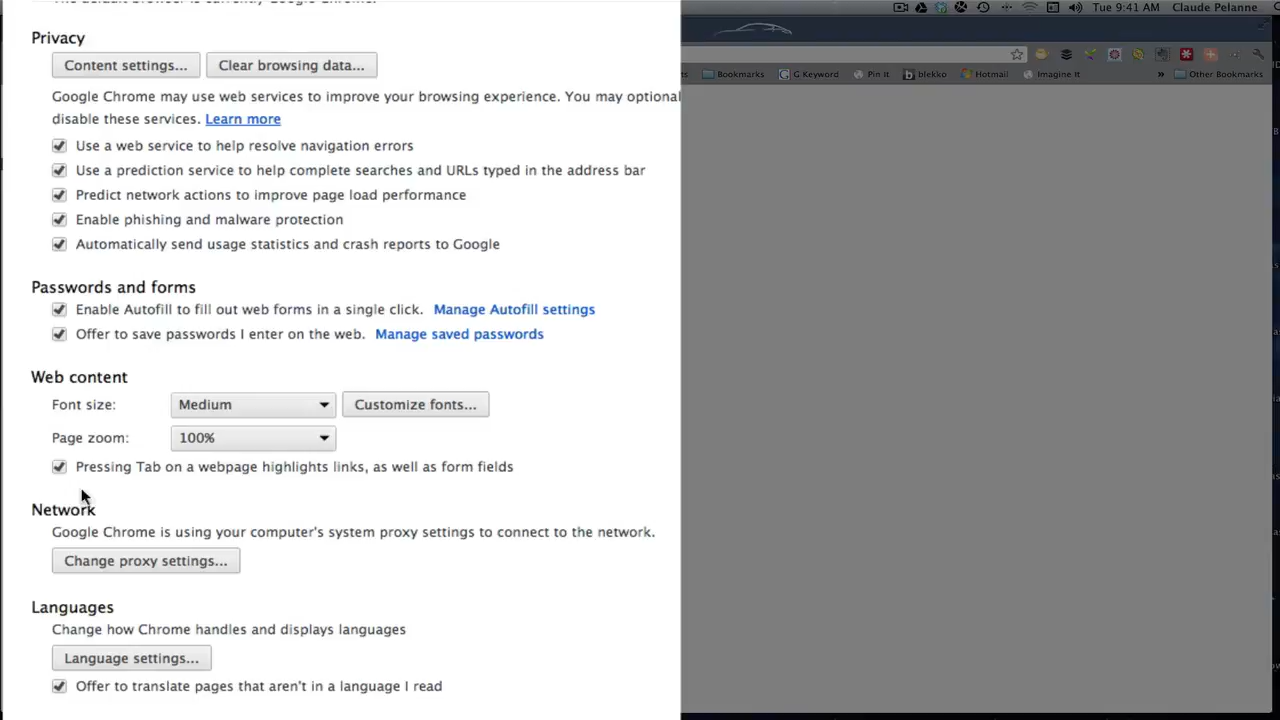 The default browser is currently Google Chrome.
Tue 9:41 AM Claude Pelanne
Privacy
Content settings... Clear browsing data...
Bookmarks G Keyword Pin It blekko Hotmail Imagine It » Other Bookmarks
Google Chrome may use web services to improve your browsing experience. You may optional
disable these services. Learn more
Use a web service to help resolve navigation errors
Use a prediction service to help complete searches and URLs typed in the address bar
Predict network actions to improve page load performance
Enable phishing and malware protection
Automatically send usage statistics and crash reports to Google
Passwords and forms
Enable Autofill to fill out web forms in a single click. Manage Autofill settings
Offer to save passwords I enter on the web. Manage saved passwords
Web content
Font size: Medium Customize fonts...
Page zoom: 100%
Pressing Tab on a webpage highlights links, as well as form fields
Network
Google Chrome is using your computer's system proxy settings to connect to the network.
Change proxy settings...
Languages
Change how Chrome handles and displays languages
Language settings...
Offer to translate pages that aren't in a language I read